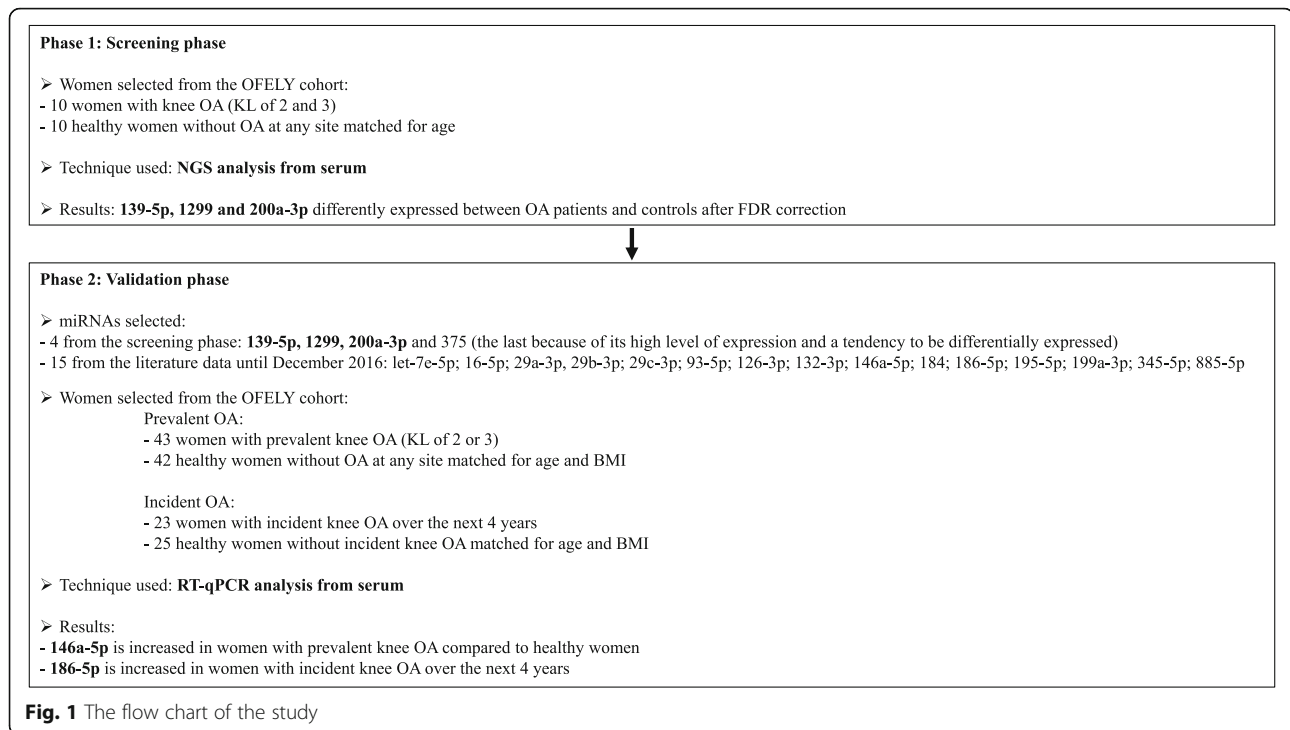 Phase 1: Screening phase
➢ Women selected from the OFELY cohort:
- 10 women with knee OA (KL of 2 and 3)
- 10 healthy women without OA at any site matched for age
➢ Technique used: NGS analysis from serum
➢ Results: 139-5p, 1299 and 200a-3p differently expressed between OA patients and controls after FDR correction
Phase 2: Validation phase
➢ miRNAs selected:
- 4 from the screening phase: 139-5p, 1299, 200a-3p and 375 (the last because of its high level of expression and a tendency to be differentially expressed)
- 15 from the literature data until December 2016: let-7e-5p; 16-5p; 29a-3p, 29b-3p; 29c-3p; 93-5p; 126-3p; 132-3p; 146a-5p; 184; 186-5p; 195-5p; 199a-3p; 345-5p; 885-5p
➢ Women selected from the OFELY cohort:
Prevalent OA:
- 43 women with prevalent knee OA (KL of 2 or 3)
- 42 healthy women without OA at any site matched for age and BMI
Incident OA:
- 23 women with incident knee OA over the next 4 years
- 25 healthy women without incident knee OA matched for age and BMI
➢ Technique used: RT-qPCR analysis from serum
➢ Results:
- 146a-5p is increased in women with prevalent knee OA compared to healthy women
- 186-5p is increased in women with incident knee OA over the next 4 years
Fig. 1 The flow chart of the study